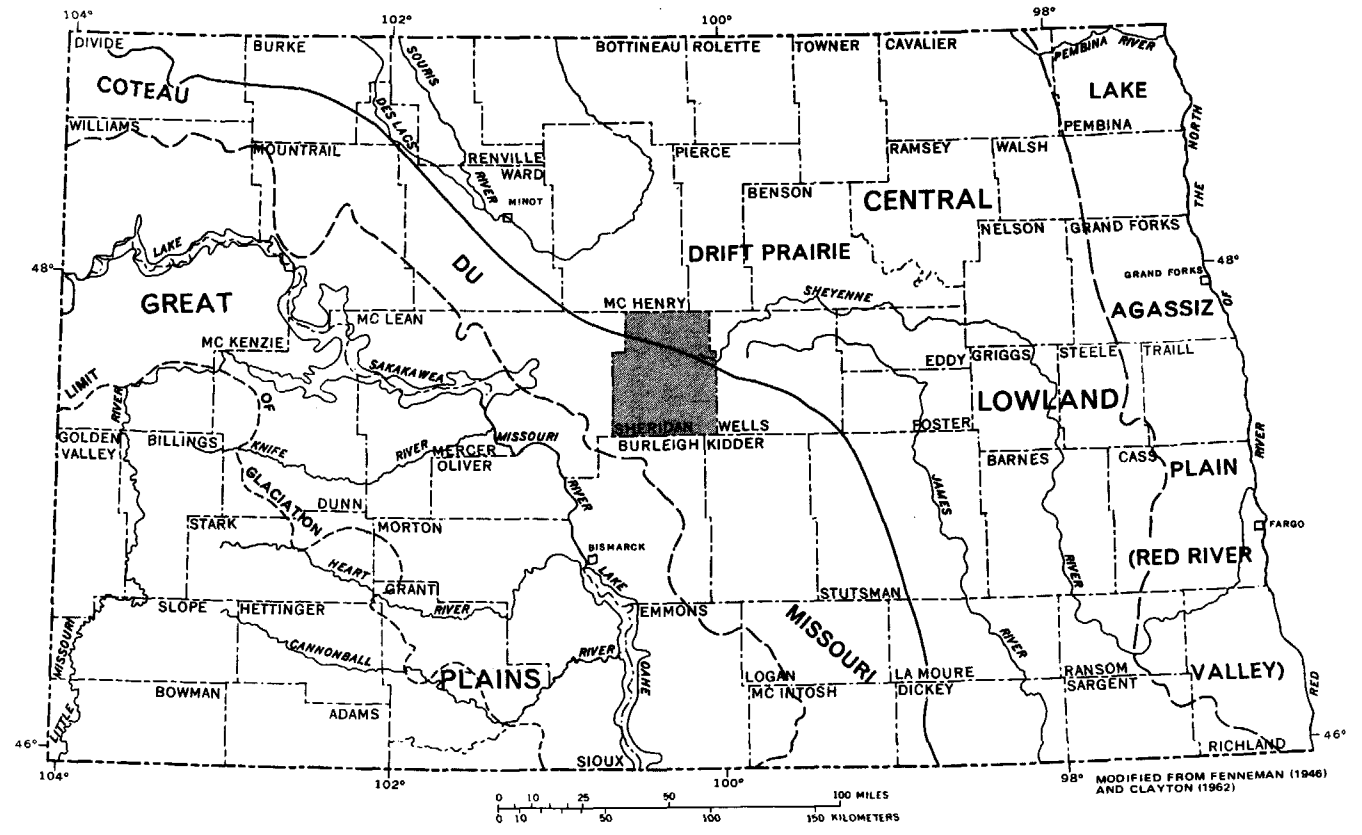 104°
102°
100°
98°
DIVIDE
BURKE
BOTTINEAU
ROLETTE
TOWNER
CAVALIER
PEMBINA RIVER
SOURIS
COTEAU
DES LACS
LAKE
NORTH
WILLIAMS
PEMBINA
MOUNTRAIL
RENVILLE
PIERCE
RAMSEY
WALSH
WARD
RIVER
BENSON
THE
MINOT
CENTRAL
NELSON
GRAND FORKS
LAKE
DU
DRIFT PRAIRIE
48°
48°
GRAND FORKS
GREAT
SHEYENNE
OF
MC HENRY
AGASSIZ
MC LEAN
MC KENZIE
EDDY
GRIGGS
STEELE
TRAILL
SAKAKAWEA
LIMIT
OF
RIVER
LOWLAND
GOLDEN
VALLEY
BILLINGS
KNIFE
RIVER
MERCER
OLIVER
MISSOURI
SHERIDAN
WELLS
BURLEIGH
KIDDER
FOSTER
RIVER
BARNES
CASS
PLAIN
GLACIATION
DUNN
RIVER
JAMES
STARK
MORTON
FARGO
BISMARCK
HEART
LAKE
RIVER
(RED RIVER
GRANT
STUTSMAN
SLOPE
HETTINGER
RIVER
EMMONS
MISSOURI
CANNONBALL
RIVER
RIVER
MISSOURI
LOGAN
LA MOURE
RANSOM
VALLEY)
PLAINS
OAHE
MC INTOSH
DICKEY
SARGENT
RED
BOWMAN
ADAMS
LITTLE
46°
46°
SIOUX
RICHLAND
104°
102°
100°
98°
MODIFIED FROM FENNEMAN (1946)
AND CLAYTON (1962)
0 10 25 50 100 MILES
0 10 50 100 150 KILOMETERS